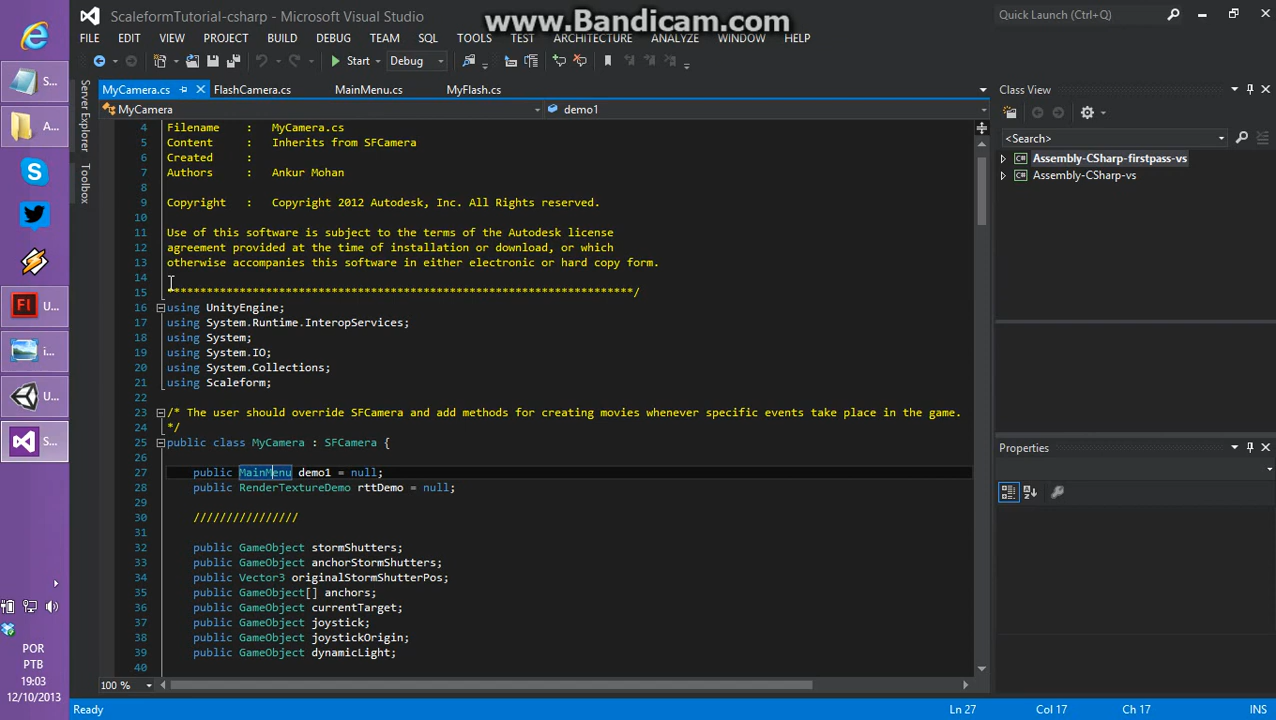 ScaleformTutorial-csharp - Microsoft Visual Studio
www.Bandicam.com
Quick Launch (Ctrl+Q)
FILE EDIT VIEW PROJECT BUILD DEBUG TEAM SQL TOOLS TEST ARCHITECTURE ANALYZE WINDOW HELP
Start Debug
MyCamera.cs FlashCamera.cs MainMenu.cs MyFlash.cs
MyCamera demo1
4 Filename : MyCamera.cs
5 Content : Inherits from SFCamera
6 Created :
7 Authors : Ankur Mohan
8
9 Copyright : Copyright 2012 Autodesk, Inc. All Rights reserved.
10
11 Use of this software is subject to the terms of the Autodesk license
12 agreement provided at the time of installation or download, or which
13 otherwise accompanies this software in either electronic or hard copy form.
14
15 ***********************************************************************/
16 using UnityEngine;
17 using System.Runtime.InteropServices;
18 using System;
19 using System.IO;
20 using System.Collections;
21 using Scaleform;
22
23 /* The user should override SFCamera and add methods for creating movies whenever specific events take place in the game.
24 */
25 public class MyCamera : SFCamera {
26
27 public MainMenu demo1 = null;
28 public RenderTextureDemo rttDemo = null;
29
30 ////////////////
31
32 public GameObject stormShutters;
33 public GameObject anchorStormShutters;
34 public Vector3 originalStormShutterPos;
35 public GameObject[] anchors;
36 public GameObject currentTarget;
37 public GameObject joystick;
38 public GameObject joystickOrigin;
39 public GameObject dynamicLight;
40
100 %
Server Explorer
Toolbox
Class View
<Search>
Assembly-CSharp-firstpass-vs
Assembly-CSharp-vs
Properties
S...
A...
Fl U...
i...
U...
S...
POR
PTB
19:03
12/10/2013
Ready Ln 27 Col 17 Ch 17 INS